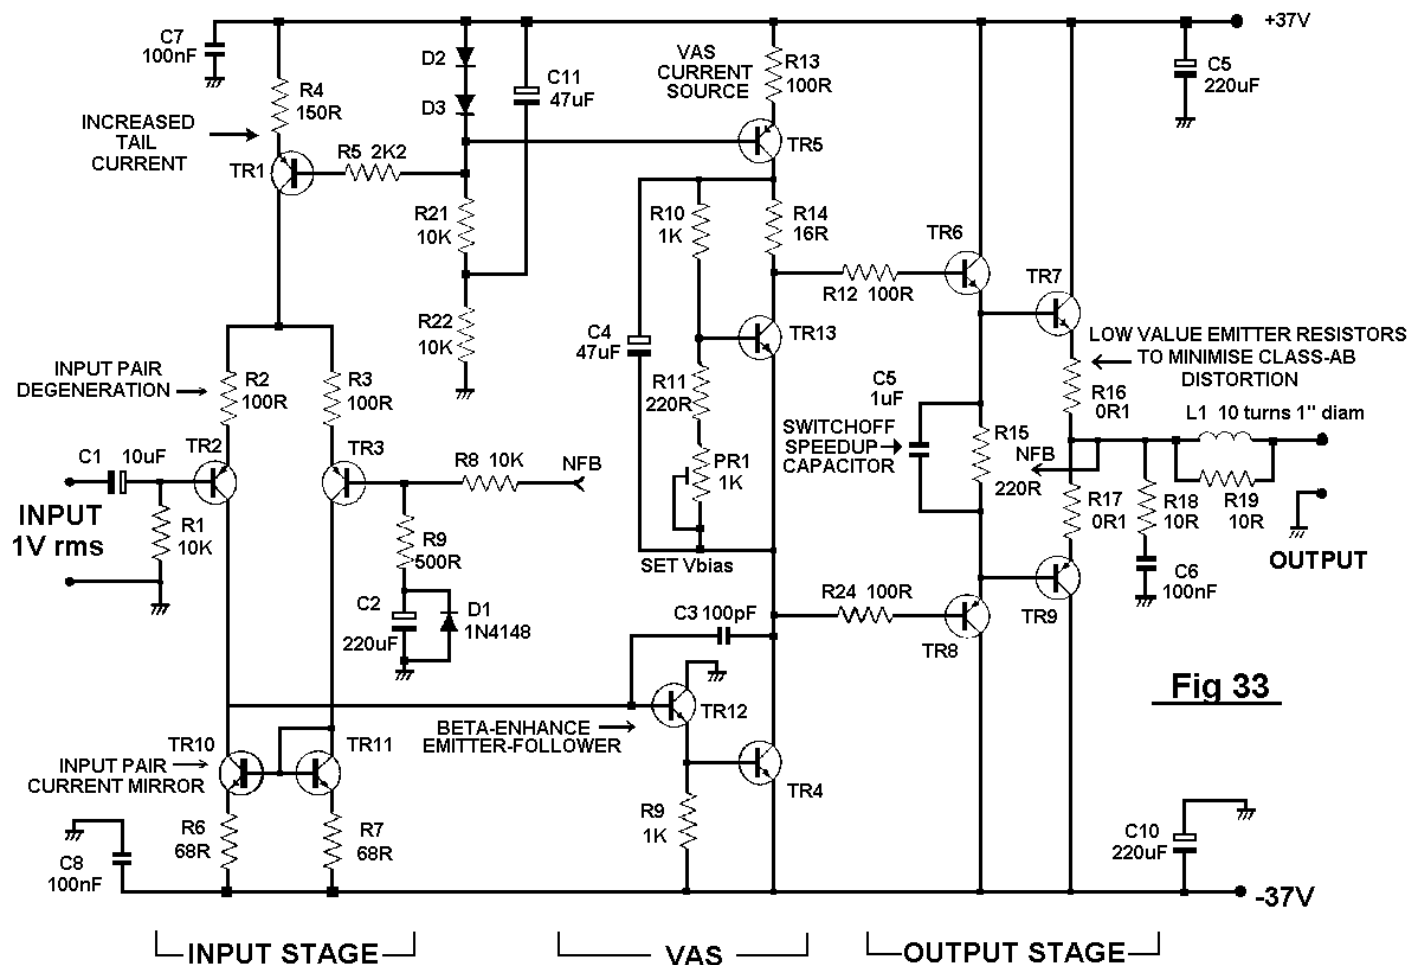 +37V
C7
100nF
R4
150R
INCREASED
TAIL
CURRENT
TR1
R5 2K2
D2
D3
C11
47uF
VAS
CURRENT
SOURCE
R13
100R
C5
220uF
TR5
R21
10K
R10
1K
R14
16R
TR6
R12 100R
TR7
R22
10K
C4
47uF
TR13
LOW VALUE EMITTER RESISTORS
TO MINIMISE CLASS-AB
DISTORTION
INPUT PAIR
DEGENERATION
R2
100R
R3
100R
R11
220R
C5
1uF
R16
0R1
L1 10 turns 1" diam
SWITCHOFF
SPEEDUP
CAPACITOR
R15
220R
NFB
C1 10uF
TR2
TR3
R8 10K
NFB
PR1
1K
R17
0R1
R18
10R
R19
10R
INPUT
1V rms
R1
10K
R9
500R
SET Vbias
OUTPUT
C2
220uF
D1
1N4148
C3 100pF
R24 100R
TR8
TR9
C6
100nF
TR12
BETA-ENHANCE
EMITTER-FOLLOWER
Fig 33
TR10
TR11
INPUT PAIR
CURRENT MIRROR
TR4
R9
1K
R6
68R
R7
68R
C8
100nF
C10
220uF
-37V
INPUT STAGE
VAS
OUTPUT STAGE